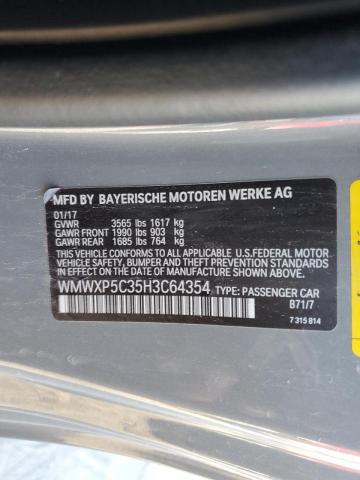 MFD BY BAYERISCHE MOTOREN WERKE AG
01/17
GVWR 3565 lbs 1617 kg
GAWR FRONT 1990 lbs 903 kg
GAWR REAR 1685 lbs 764 kg
THIS VEHICLE CONFORMS TO ALL APPLICABLE U.S.FEDERAL MOTOR
VEHICLE SAFETY, BUMPER AND THEFT PREVENTION STANDARDS
IN EFFECT ON THE DATE OF MANUFACTURE SHOWN ABOVE.
WMWXP5C35H3C64354 TYPE: PASSENGER CAR
B71/7
7 315 814